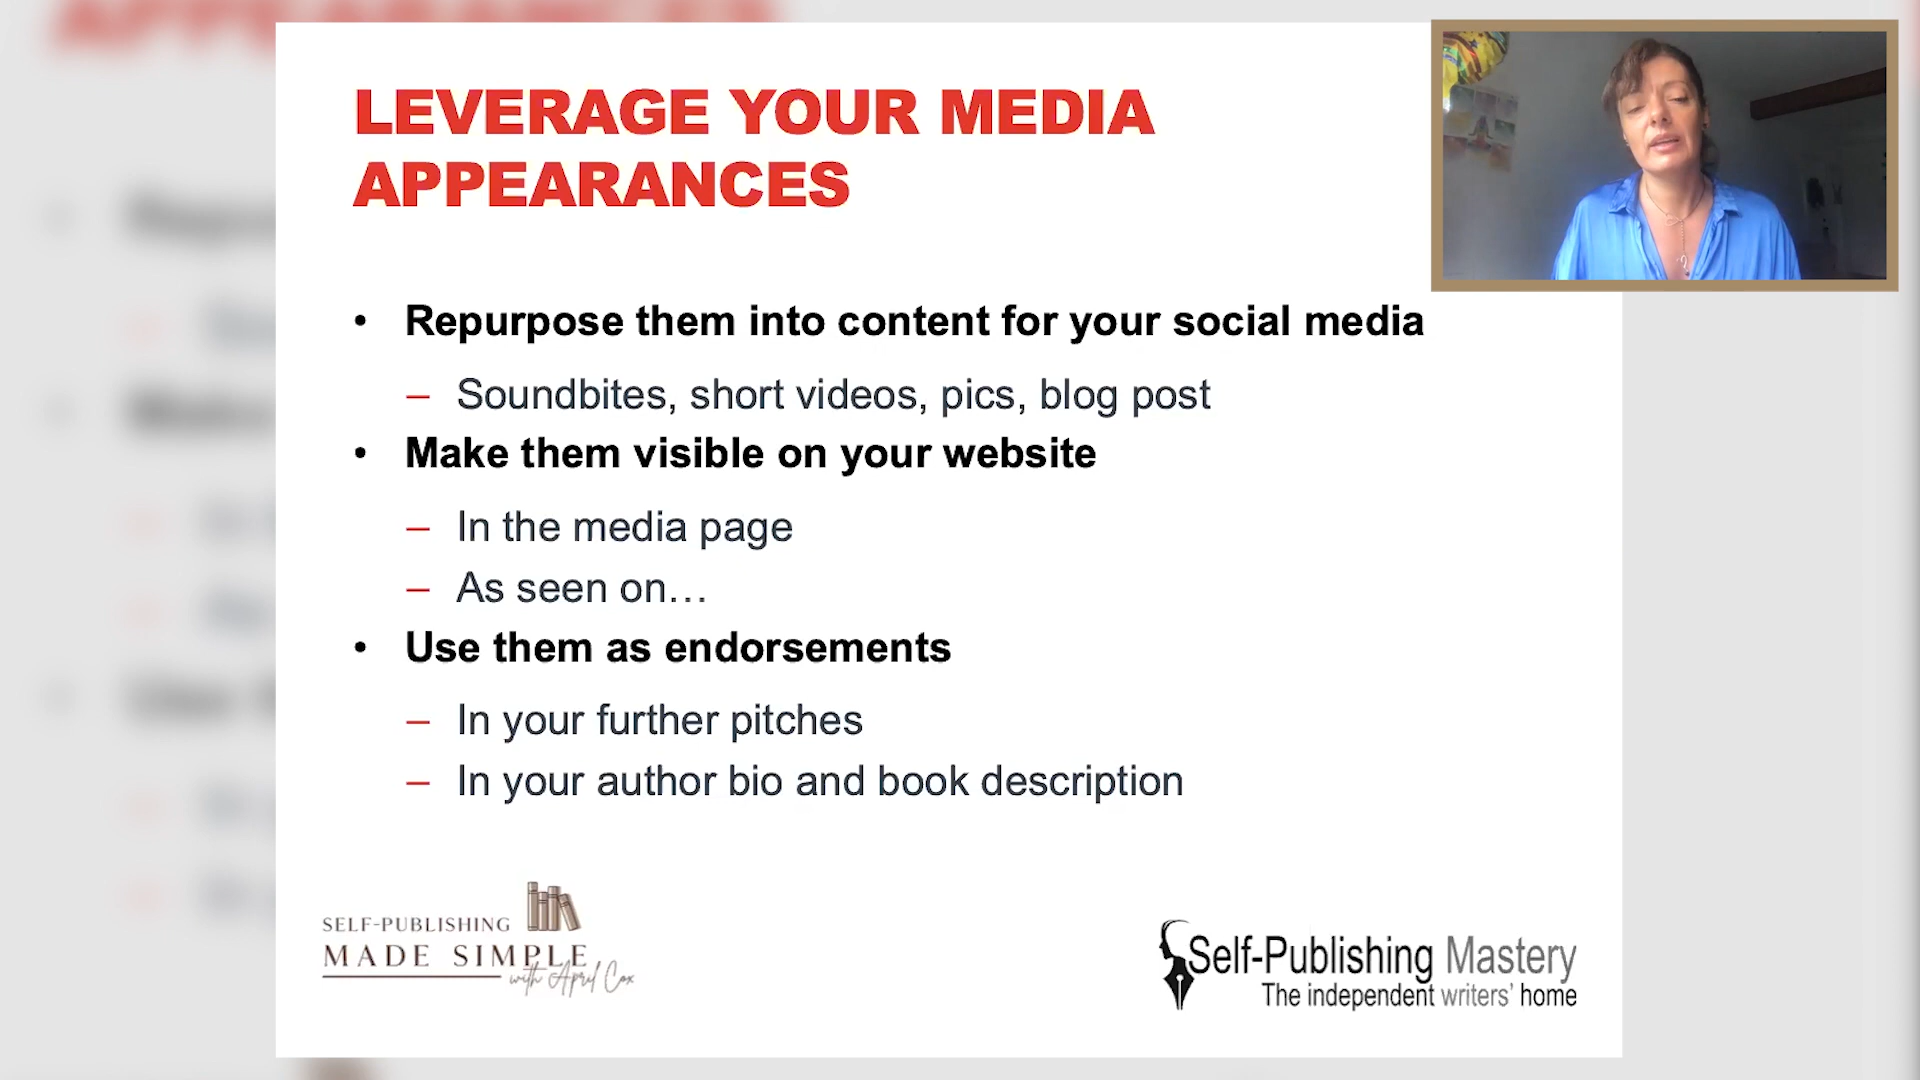 LEVERAGE YOUR MEDIA
APPEARANCES
• Repurpose them into content for your social media
– Soundbites, short videos, pics, blog post
• Make them visible on your website
– In the media page
– As seen on…
• Use them as endorsements
– In your further pitches
– In your author bio and book description
SELF-PUBLISHING
MADE SIMPLE
with April Cox
Self-Publishing Mastery
The independent writers' home